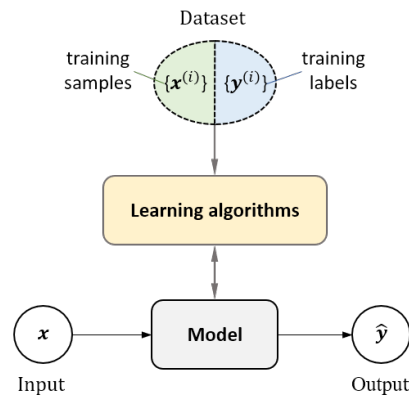 Dataset
training
samples
{x⁽ⁱ⁾}
{y⁽ⁱ⁾}
training
labels
Learning algorithms
x
Model
ŷ
Input
Output